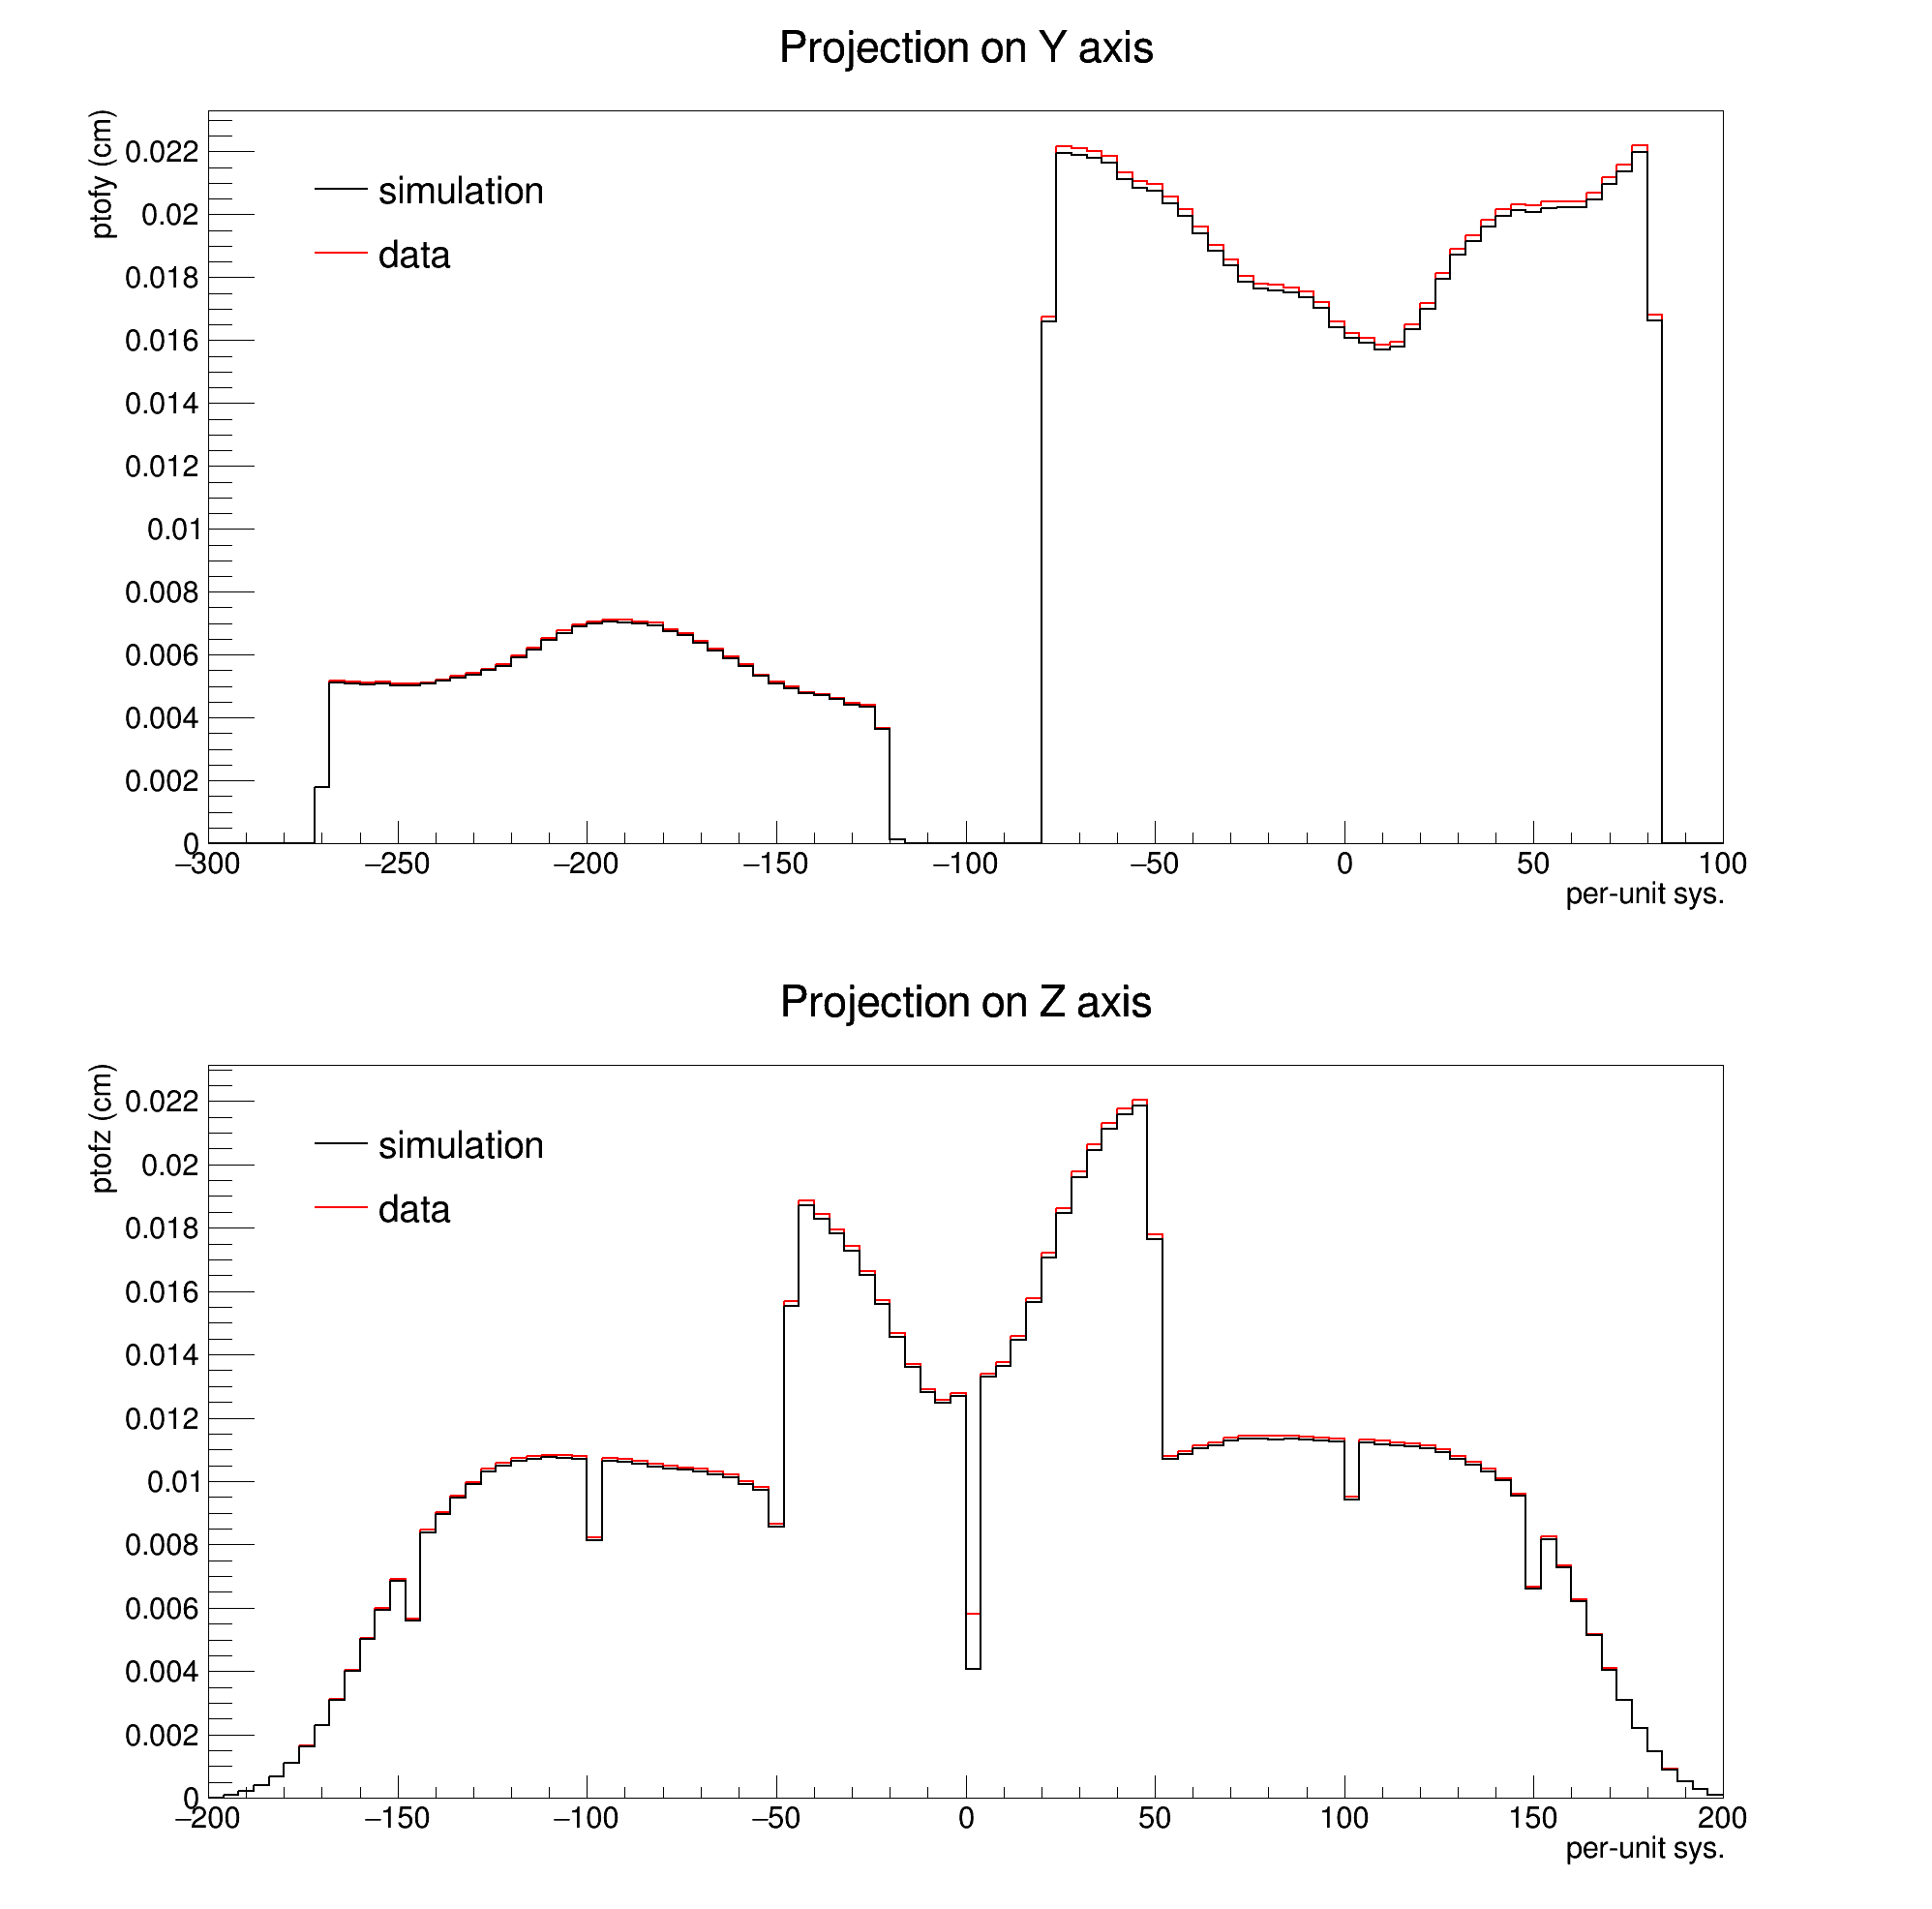 Projection on Y axis
ptofy (cm)
simulation
data
0.022
0.02
0.018
0.016
0.014
0.012
0.01
0.008
0.006
0.004
0.002
0
−300 −250 −200 −150 −100 −50 0 50 100
per-unit sys.
Projection on Z axis
ptofz (cm)
simulation
data
0.022
0.02
0.018
0.016
0.014
0.012
0.01
0.008
0.006
0.004
0.002
0
−200 −150 −100 −50 0 50 100 150 200
per-unit sys.